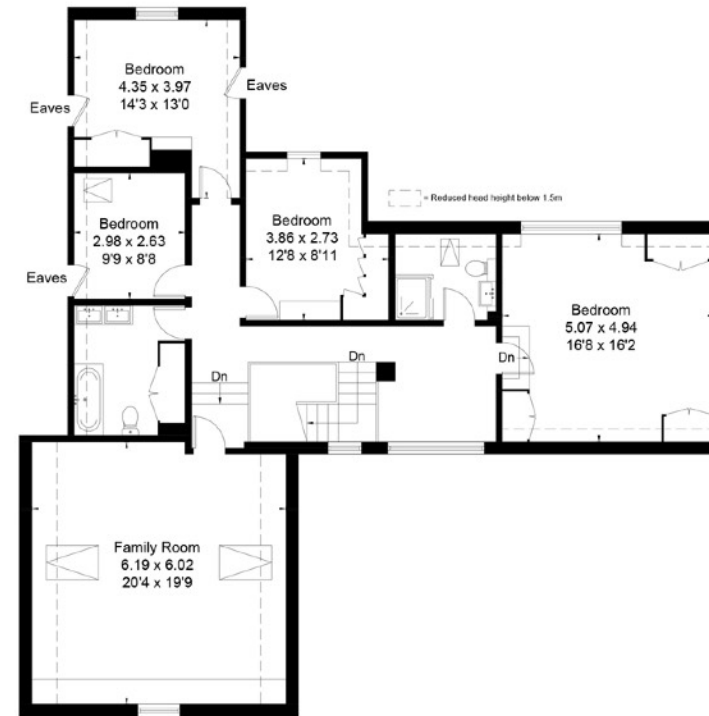 Bedroom
4.35 x 3.97
14'3 x 13'0
Eaves
Eaves
= Reduced head height below 1.5m
Bedroom
2.98 x 2.63
9'9 x 8'8
Bedroom
3.86 x 2.73
12'8 x 8'11
Eaves
Bedroom
5.07 x 4.94
16'8 x 16'2
Dn
Dn
Dn
Family Room
6.19 x 6.02
20'4 x 19'9